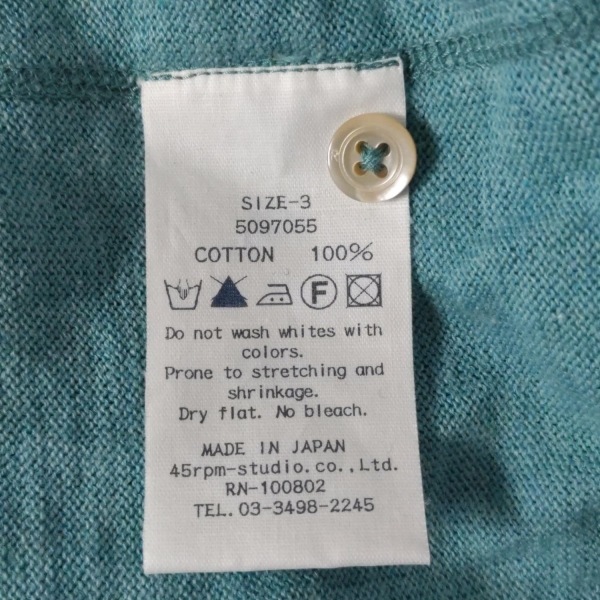 SIZE-3
5097055
COTTON 100%
F
Do not wash whites with
colors.
Prone to stretching and
shrinkage.
Dry flat. No bleach.
MADE IN JAPAN
45rpm-studio.co.,Ltd.
RN-100802
TEL.03-3498-2245